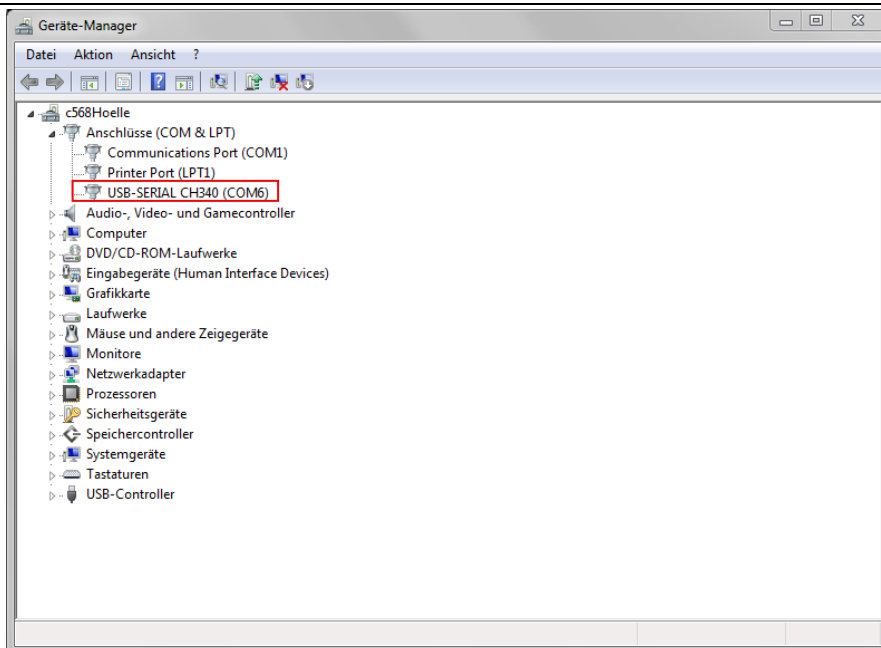 Geräte-Manager
Datei Aktion Ansicht ?
c568Hoelle
Anschlüsse (COM & LPT)
Communications Port (COM1)
Printer Port (LPT1)
USB-SERIAL CH340 (COM6)
Audio-, Video- und Gamecontroller
Computer
DVD/CD-ROM-Laufwerke
Eingabegeräte (Human Interface Devices)
Grafikkarte
Laufwerke
Mäuse und andere Zeigegeräte
Monitore
Netzwerkadapter
Prozessoren
Sicherheitsgeräte
Speichercontroller
Systemgeräte
Tastaturen
USB-Controller